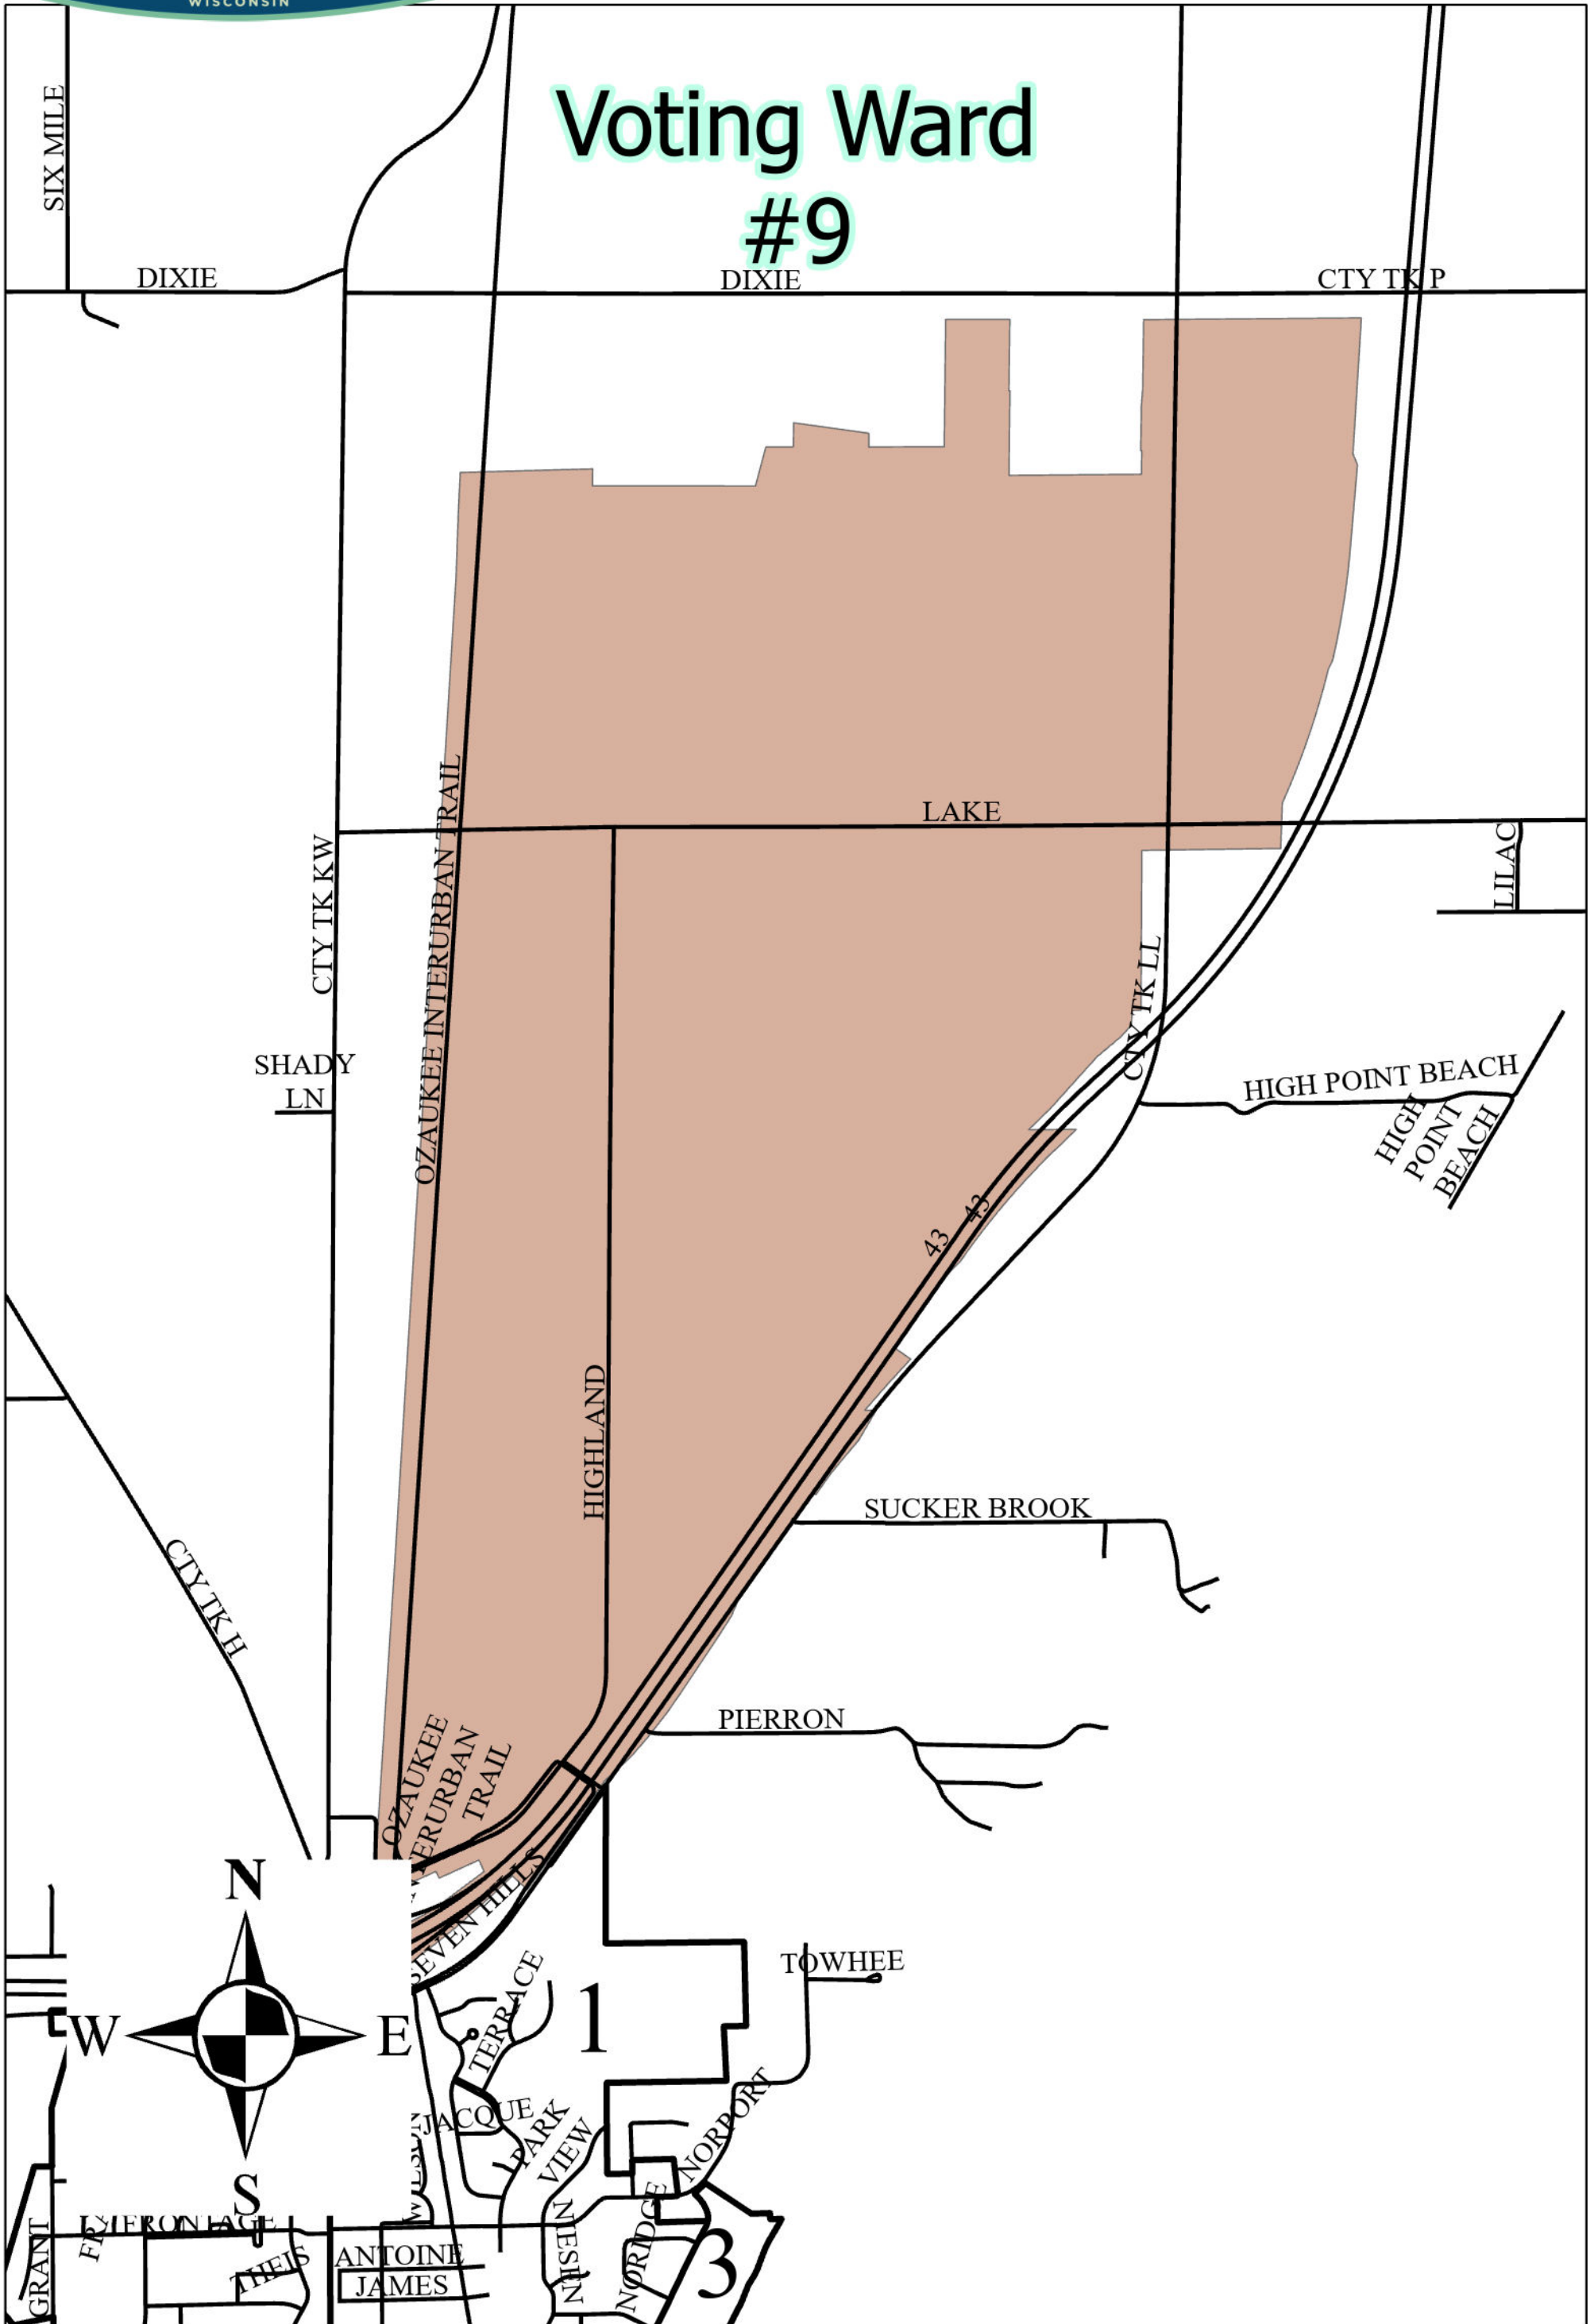 WISCONSIN
Voting Ward
#9
SIX MILE
DIXIE
DIXIE
CTY TK P
LAKE
LILAC
CTY TK KW
OZAUKEE INTERURBAN TRAIL
CTY TK LL
SHADY
LN
HIGH POINT BEACH
HIGH
POINT
BEACH
43
43
HIGHLAND
SUCKER BROOK
CTY TK H
PIERRON
OZAUKEE
TRAIL
N
SEVEN HILLS
TOWHEE
1
W
E
TERRACE
JACQUE
PARK
VIEW
NORPORT
S
WILSON
NIESEN
NORIDGE
3
GRANT
THEIS
ANTOINE
JAMES